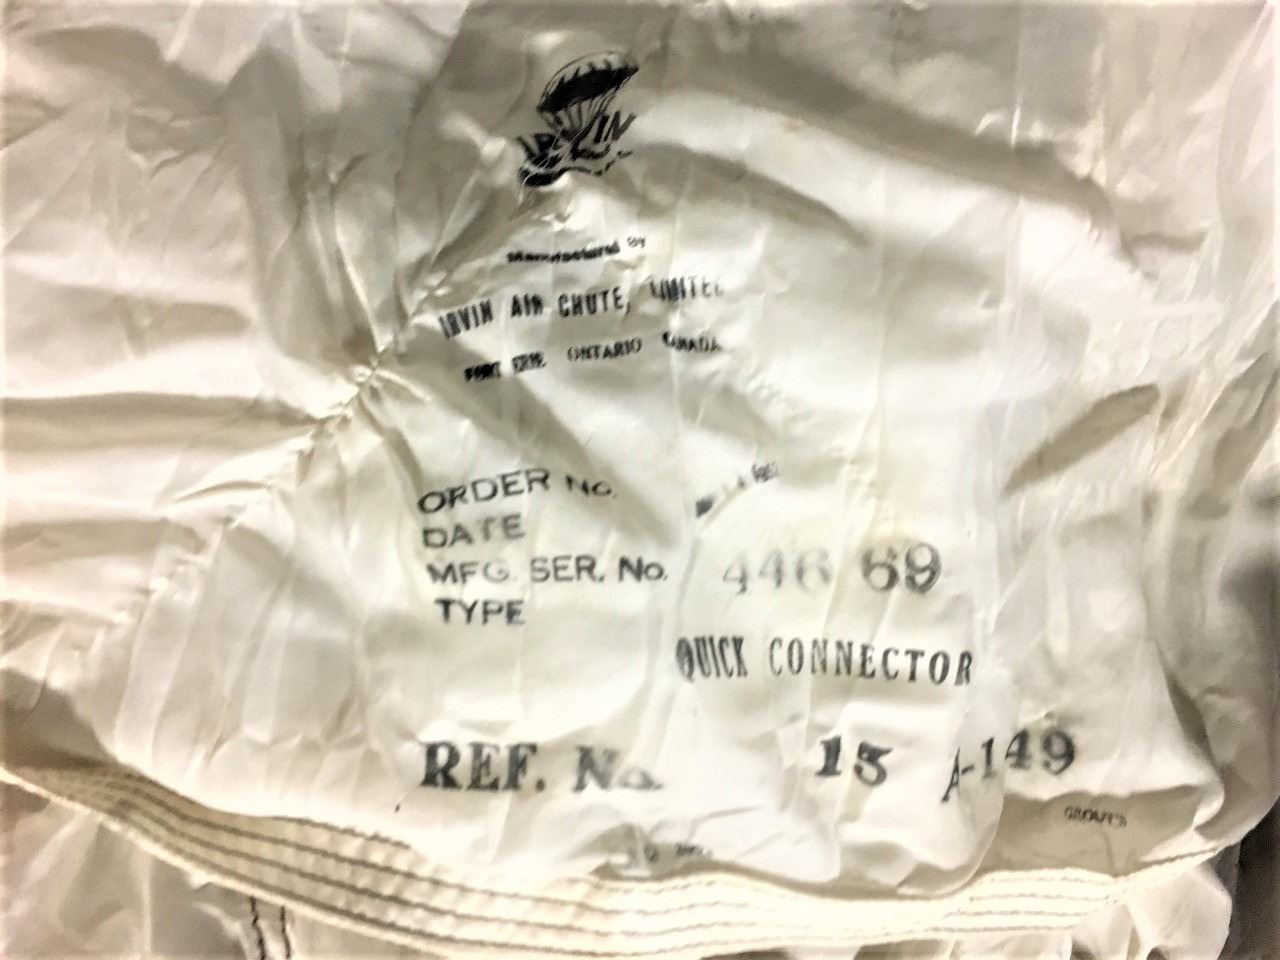 IRVIN
Manufactured By
IRVIN AIR CHUTE, LIMITED
FORT ERIE ONTARIO CANADA
ORDER No.
DATE
MFG. SER. No. 446 69
TYPE
QUICK CONNECTOR
REF. No. 15 A-149